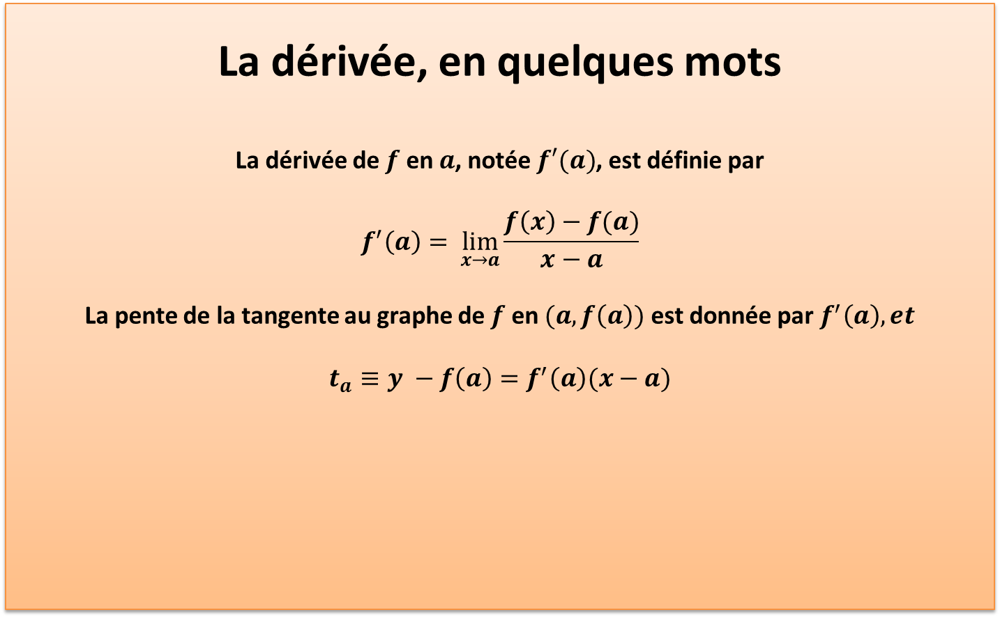 La dérivée, en quelques mots
La dérivée de f en a, notée f′(a), est définie par
f′(a) = lim_{x→a} (f(x) − f(a))/(x − a)
La pente de la tangente au graphe de f en (a, f(a)) est donnée par f′(a), et
t_a ≡ y − f(a) = f′(a)(x − a)